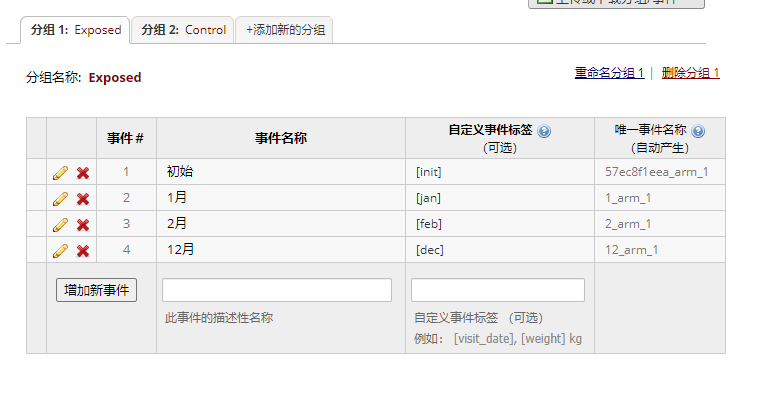 分组 1: Exposed
分组 2: Control
+添加新的分组
分组名称: Exposed
重命名分组 1 | 删除分组 1
事件 # 事件名称 自定义事件标签 唯一事件名称
（可选） （自动产生）
1 初始 [init] 57ec8f1eea_arm_1
2 1月 [jan] 1_arm_1
3 2月 [feb] 2_arm_1
4 12月 [dec] 12_arm_1
增加新事件
此事件的描述性名称 自定义事件标签 （可选）
例如： [visit_date], [weight] kg